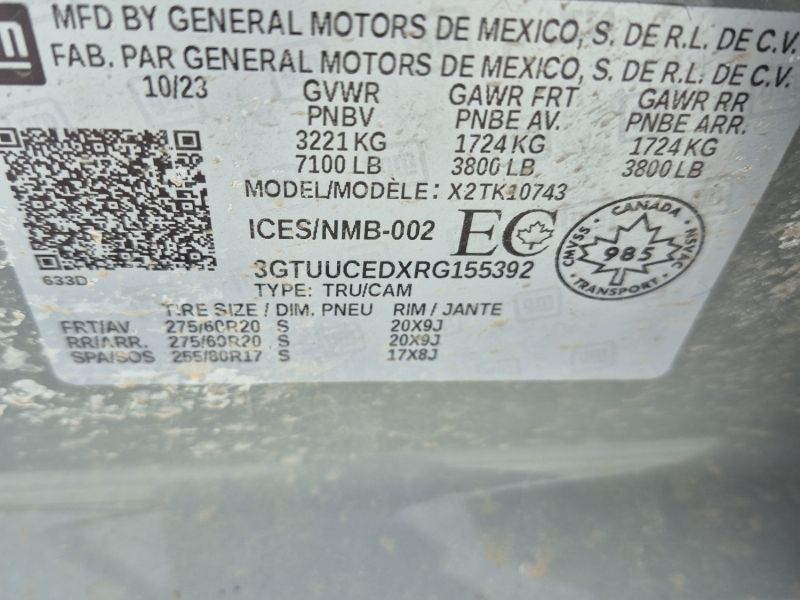 gm
MFD BY GENERAL MOTORS DE MEXICO, S. DE R.L. DE C.V.
FAB. PAR GENERAL MOTORS DE MEXICO, S. DE R.L. DE C.V.
10/23 GVWR GAWR FRT GAWR RR
PNBV PNBE AV. PNBE ARR.
3221 KG 1724 KG 1724 KG
7100 LB 3800 LB 3800 LB
MODEL/MODÈLE: X2TK10743
ICES/NMB-002 EC
CANADA
CMVSS 985 NSVAC
TRANSPORT
3GTUUCEDXRG155392
633D
TYPE: TRU/CAM
TIRE SIZE / DIM. PNEU RIM / JANTE
FRT/AV. 275/60R20 S 20X9J
RR/ARR. 275/60R20 S 20X9J
SPA/SOS 255/80R17 S 17X8J